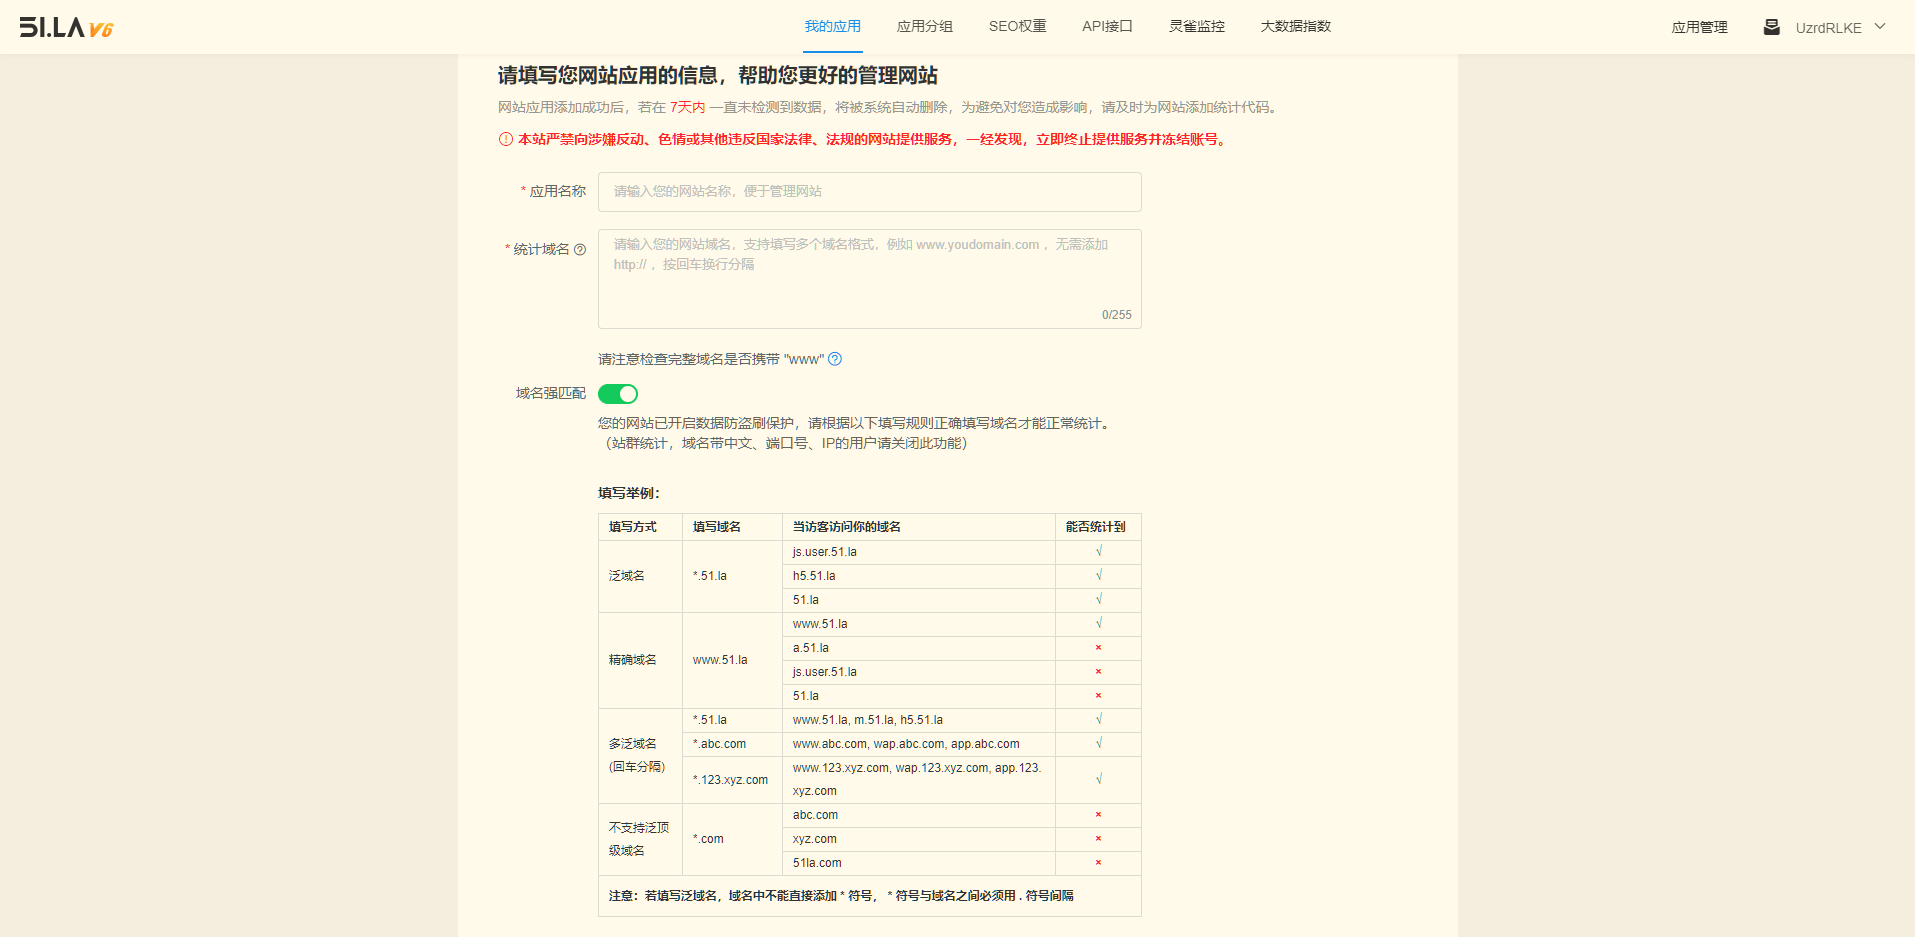 51.LA V6
我的应用 应用分组 SEO权重 API接口 灵雀监控 大数据指数 应用管理 UzrdRLKE
请填写您网站应用的信息，帮助您更好的管理网站
网站应用添加成功后，若在 7天内 一直未检测到数据，将被系统自动删除，为避免对您造成影响，请及时为网站添加统计代码。
本站严禁向涉嫌反动、色情或其他违反国家法律、法规的网站提供服务，一经发现，立即终止提供服务并冻结账号。
* 应用名称 请输入您的网站名称，便于管理网站
* 统计域名 请输入您的网站域名，支持填写多个域名格式，例如 www.youdomain.com ，无需添加
http:// ，按回车换行分隔
0/255
请注意检查完整域名是否携带 "www"
域名强匹配
您的网站已开启数据防盗刷保护，请根据以下填写规则正确填写域名才能正常统计。
（站群统计，域名带中文、端口号、IP的用户请关闭此功能）
填写举例：
填写方式 填写域名 当访客访问你的域名 能否统计到
泛域名 *.51.la js.user.51.la √
h5.51.la √
51.la √
精确域名 www.51.la www.51.la √
a.51.la ×
js.user.51.la ×
51.la ×
多泛域名
(回车分隔)
*.51.la www.51.la, m.51.la, h5.51.la √
*.abc.com www.abc.com, wap.abc.com, app.abc.com √
*.123.xyz.com www.123.xyz.com, wap.123.xyz.com, app.123.
xyz.com √
不支持泛顶
级域名
*.com abc.com ×
xyz.com ×
51la.com ×
注意：若填写泛域名，域名中不能直接添加 * 符号， * 符号与域名之间必须用 . 符号间隔